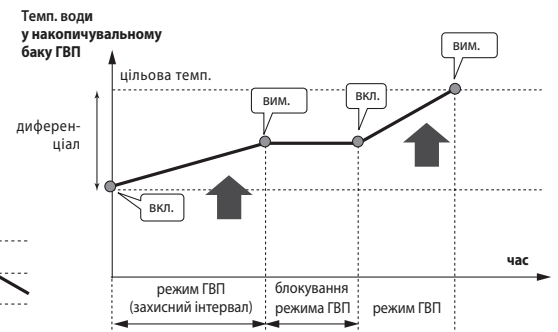 Темп. води
у накопичувальному
баку ГВП
цільова темп.
вим.
вкл.
вим.
диферен-
ціал
вкл.
час
режим ГВП
(захисний інтервал)
блокування
режима ГВП
режим ГВП